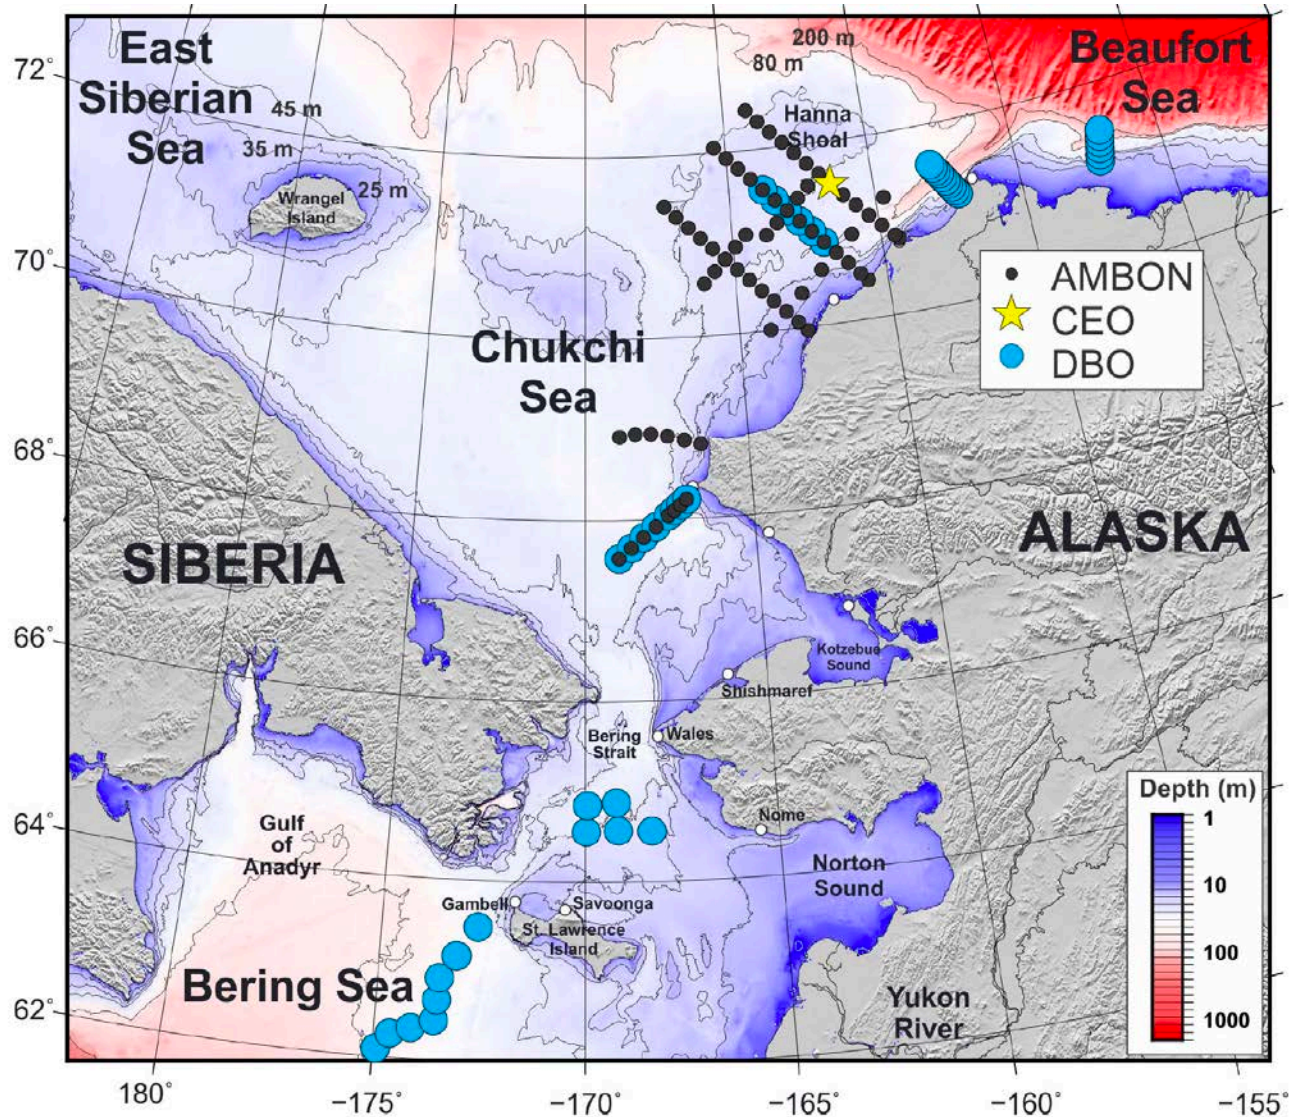 East
Siberian
Sea
200 m
80 m
Beaufort
Sea
Hanna
Shoal
45 m
35 m
25 m
Wrangel
Island
72°
70°
68°
66°
64°
62°
AMBON
CEO
DBO
Chukchi
Sea
SIBERIA
ALASKA
Kotzebue
Sound
Shishmaref
Bering
Strait
Wales
Nome
Gulf
of
Anadyr
Norton
Sound
Gambell
Savoonga
St. Lawrence
Island
Bering Sea
Yukon
River
Depth (m)
1
10
100
1000
180°
−175°
−170°
−165°
−160°
−155°